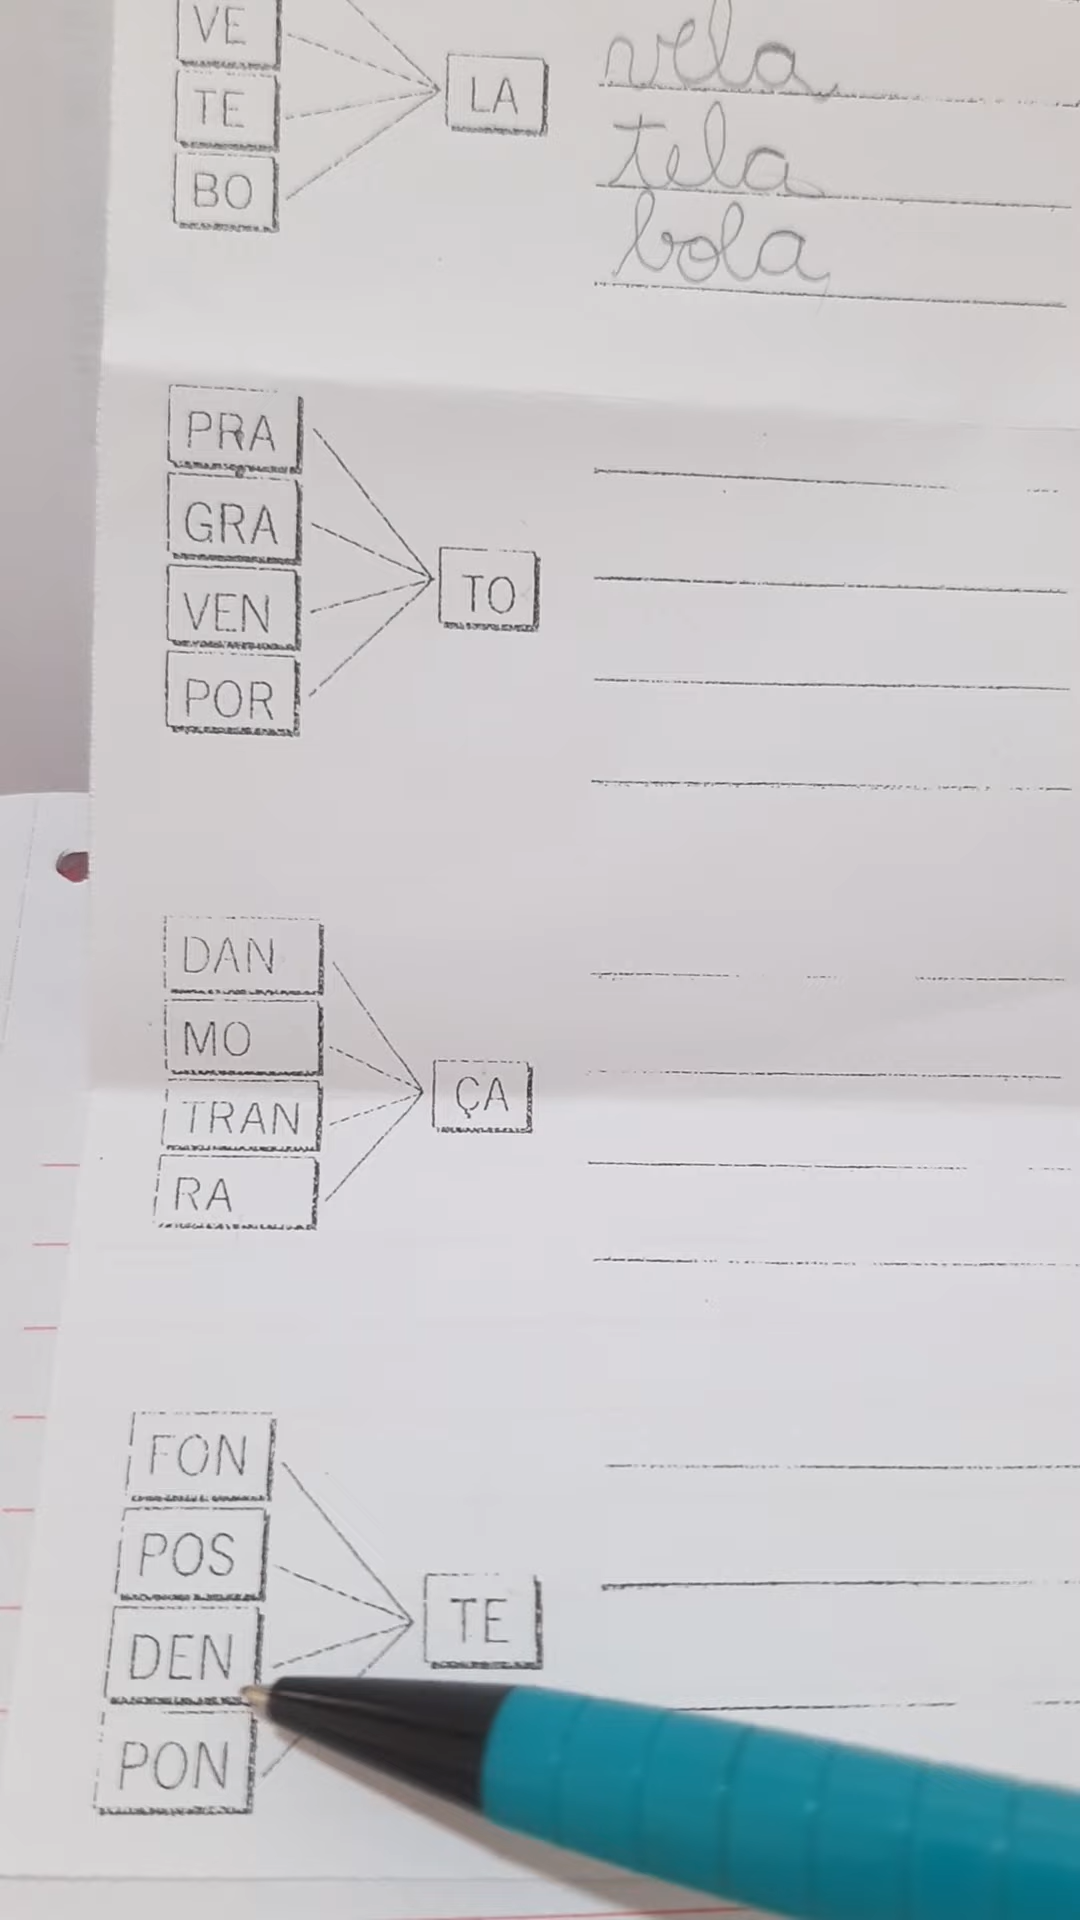 VE
TE
BO
LA
vela
tela
bola
PRA
GRA
VEN
POR
TO
DAN
MO
TRAN
RA
ÇA
FON
POS
DEN
PON
TE